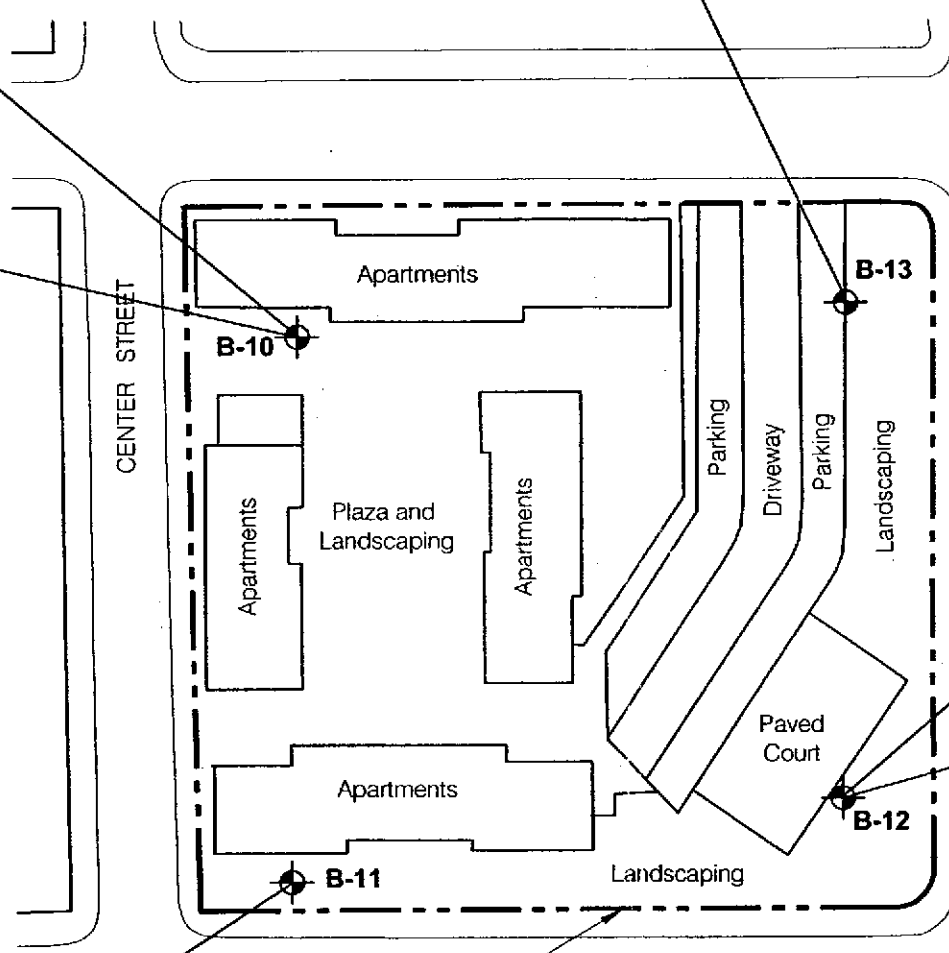 Apartments
B-13
B-10
CENTER STREET
Parking
Driveway
Parking
Landscaping
Apartments
Plaza and
Landscaping
Apartments
Paved
Court
Apartments
B-12
B-11
Landscaping